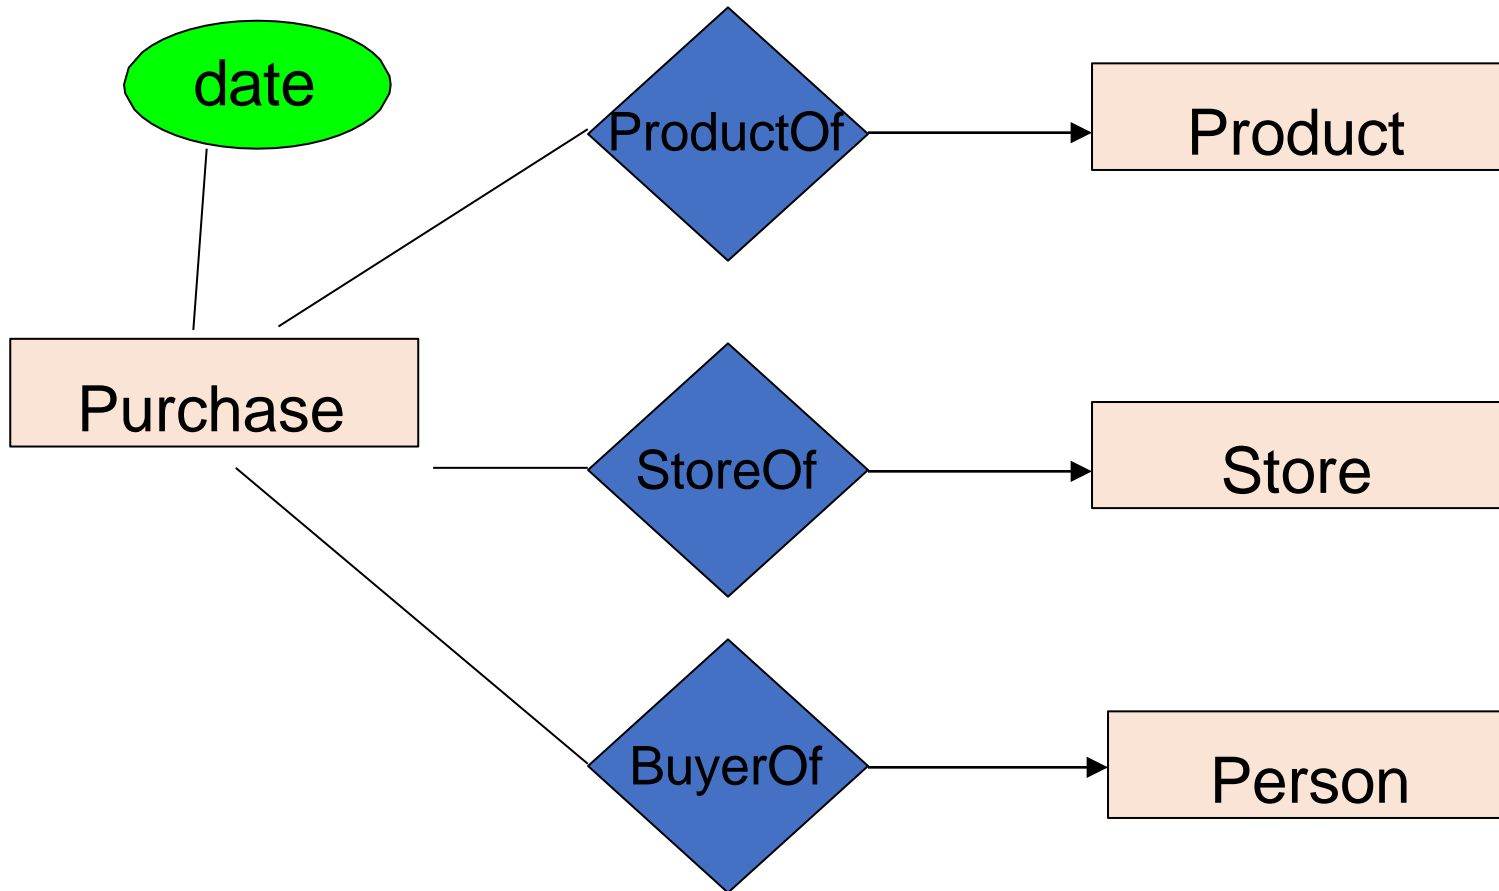 date
ProductOf
Product
Purchase
StoreOf
Store
BuyerOf
Person